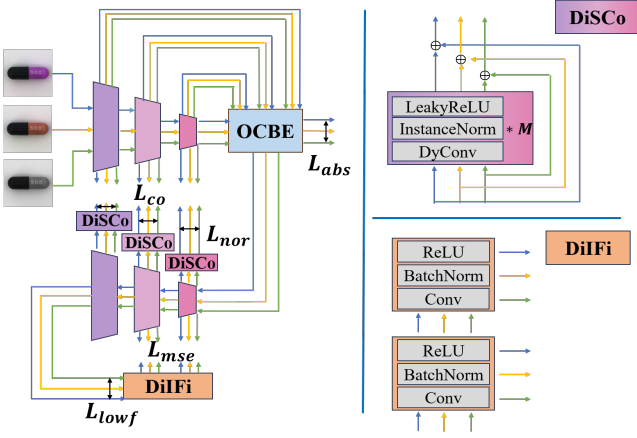 OCBE
L_abs
L_co
DiSCo
DiSCo
DiSCo
L_nor
L_mse
DiIFi
L_lowf
DiSCo
LeakyReLU
InstanceNorm
* M
DyConv
DiIFi
ReLU
BatchNorm
Conv
ReLU
BatchNorm
Conv